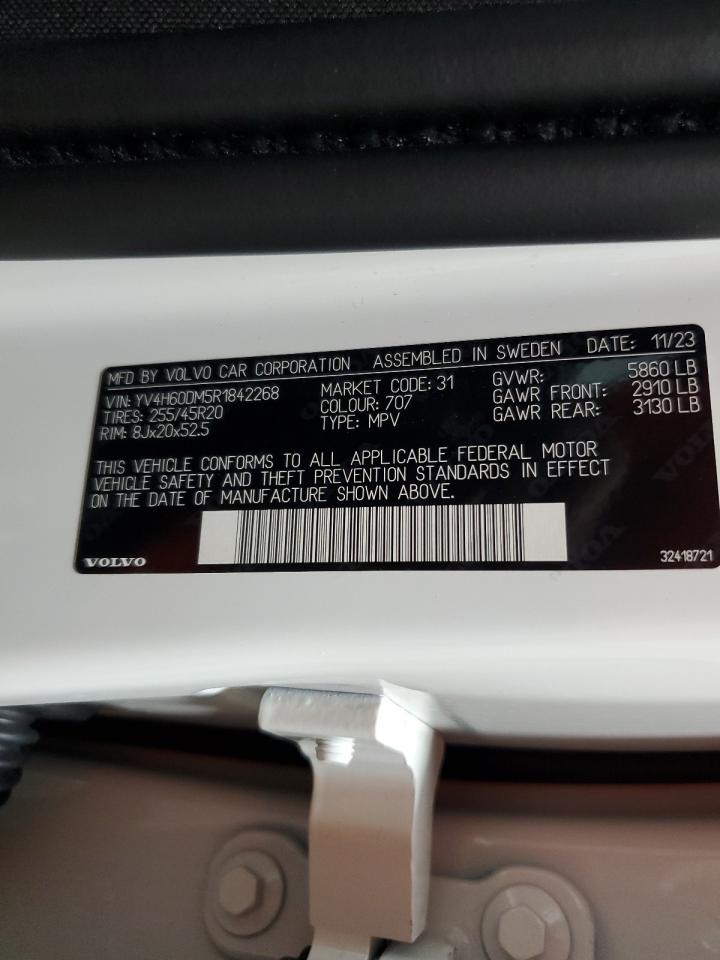 MFD BY VOLVO CAR CORPORATION ASSEMBLED IN SWEDEN DATE: 11/23
VIN: YV4H60DM5R1842268 MARKET CODE: 31 GVWR: 5860 LB
TIRES: 255/45R20 COLOUR: 707 GAWR FRONT: 2910 LB
RIM: 8Jx20x52.5 TYPE: MPV GAWR REAR: 3130 LB
THIS VEHICLE CONFORMS TO ALL APPLICABLE FEDERAL MOTOR
VEHICLE SAFETY AND THEFT PREVENTION STANDARDS IN EFFECT
ON THE DATE OF MANUFACTURE SHOWN ABOVE.
VOLVO 32418721